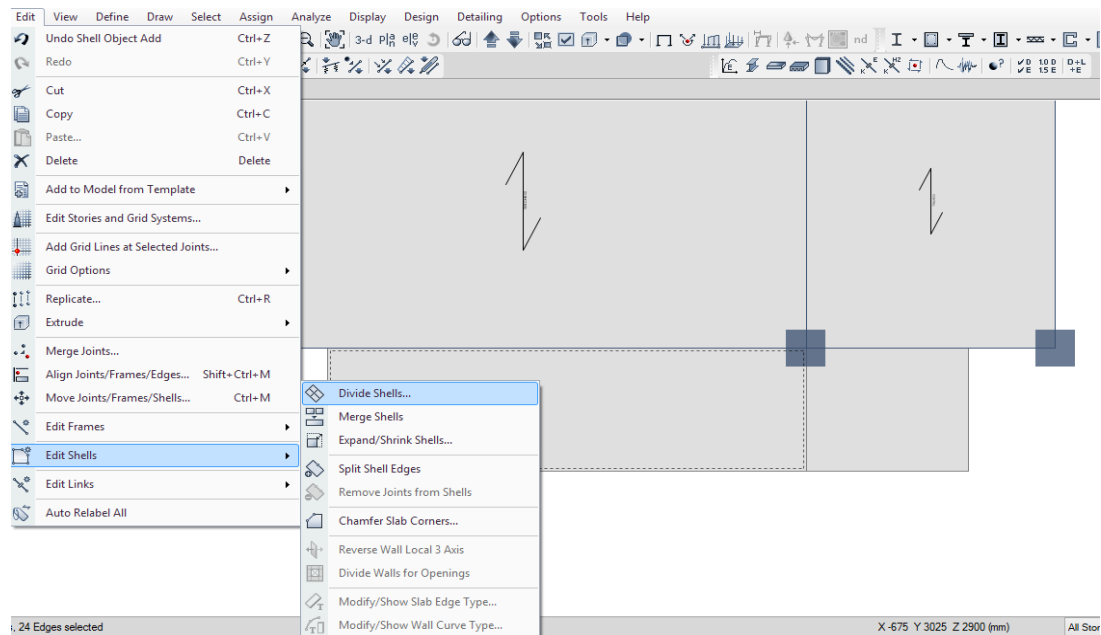 Edit View Define Draw Select Assign Analyze Display Design Detailing Options Tools Help
Undo Shell Object Add Ctrl+Z
Redo Ctrl+Y
Cut Ctrl+X
Copy Ctrl+C
Paste... Ctrl+V
Delete Delete
Add to Model from Template
Edit Stories and Grid Systems...
Add Grid Lines at Selected Joints...
Grid Options
Replicate... Ctrl+R
Extrude
Merge Joints...
Align Joints/Frames/Edges... Shift+Ctrl+M
Move Joints/Frames/Shells... Ctrl+M
Edit Frames
Edit Shells
Edit Links
Auto Relabel All
Divide Shells...
Merge Shells
Expand/Shrink Shells...
Split Shell Edges
Remove Joints from Shells
Chamfer Slab Corners...
Reverse Wall Local 3 Axis
Divide Walls for Openings
Modify/Show Slab Edge Type...
Modify/Show Wall Curve Type...
3-d
nd
, 24 Edges selected
X -675 Y 3025 Z 2900 (mm)
All Stor